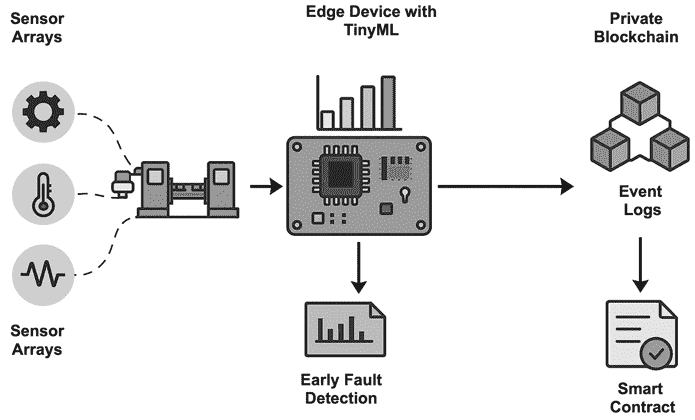 Sensor
Arrays
Edge Device with
TinyML
Private
Blockchain
Event
Logs
Sensor
Arrays
Early Fault
Detection
Smart
Contract